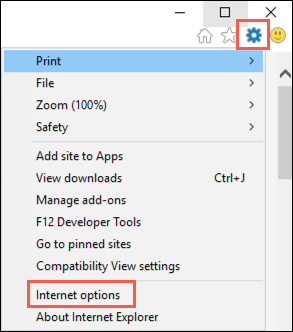 Print
File
Zoom (100%)
Safety
Add site to Apps
View downloads Ctrl+J
Manage add-ons
F12 Developer Tools
Go to pinned sites
Compatibility View settings
Internet options
About Internet Explorer